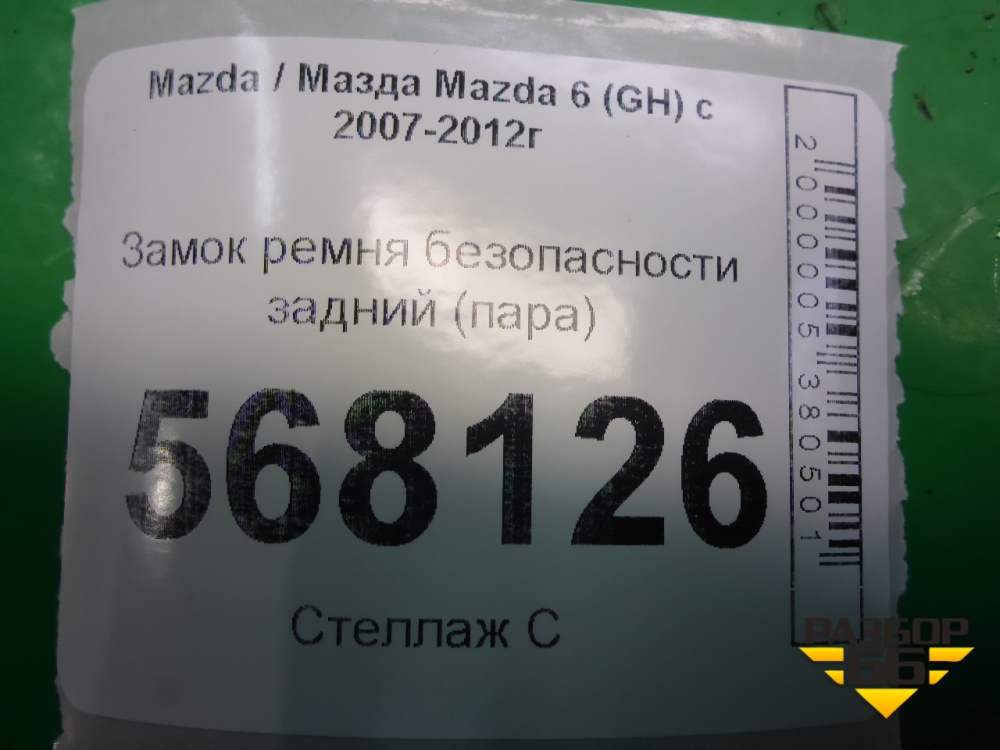 Mazda / Мазда Mazda 6 (GH) с
2007-2012г
Замок ремня безопасности
задний (пара)
568126
Стеллаж С
2000005380501
РАЗБОР
66